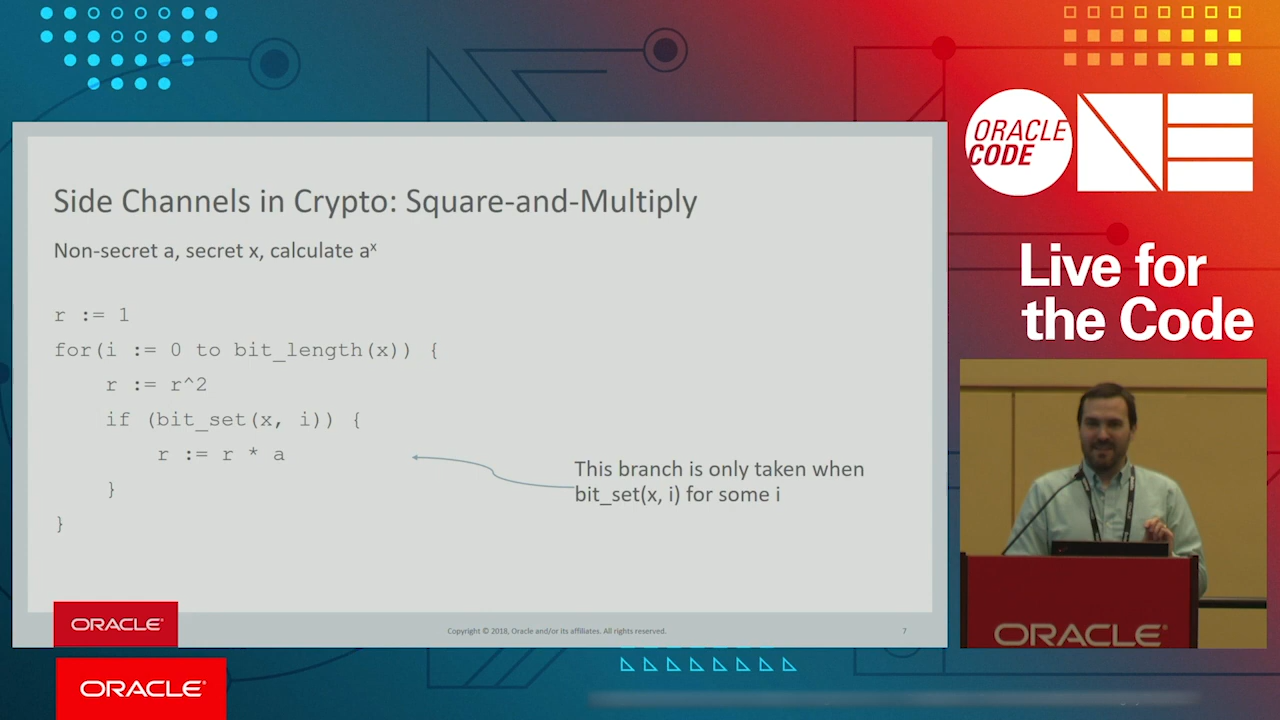 ORACLE
CODE
ONE
Live for
the Code
Side Channels in Crypto: Square-and-Multiply
Non-secret a, secret x, calculate aˣ
r := 1
for(i := 0 to bit_length(x)) {
r := r^2
if (bit_set(x, i)) {
r := r * a
}
}
This branch is only taken when
bit_set(x, i) for some i
ORACLE®
Copyright © 2018, Oracle and/or its affiliates. All rights reserved.
7
ORACLE®
ORACLE®